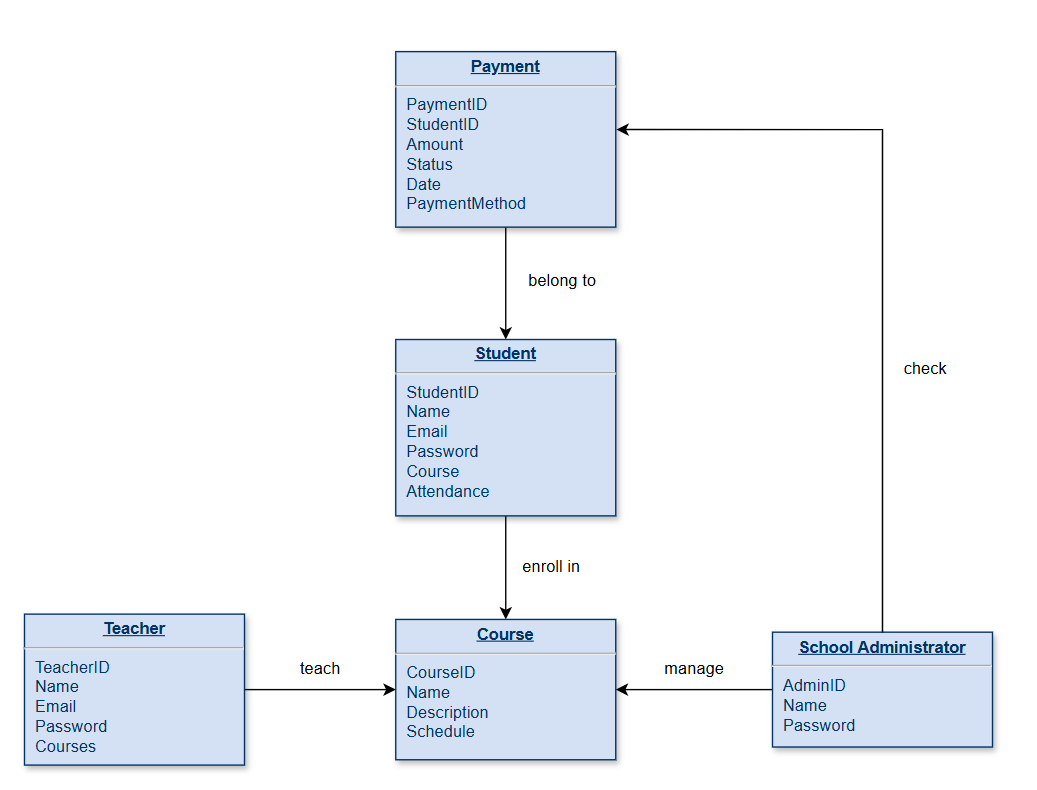 Payment
PaymentID
StudentID
Amount
Status
Date
PaymentMethod
belong to
check
Student
StudentID
Name
Email
Password
Course
Attendance
enroll in
Teacher
TeacherID
Name
Email
Password
Courses
teach
Course
CourseID
Name
Description
Schedule
manage
School Administrator
AdminID
Name
Password